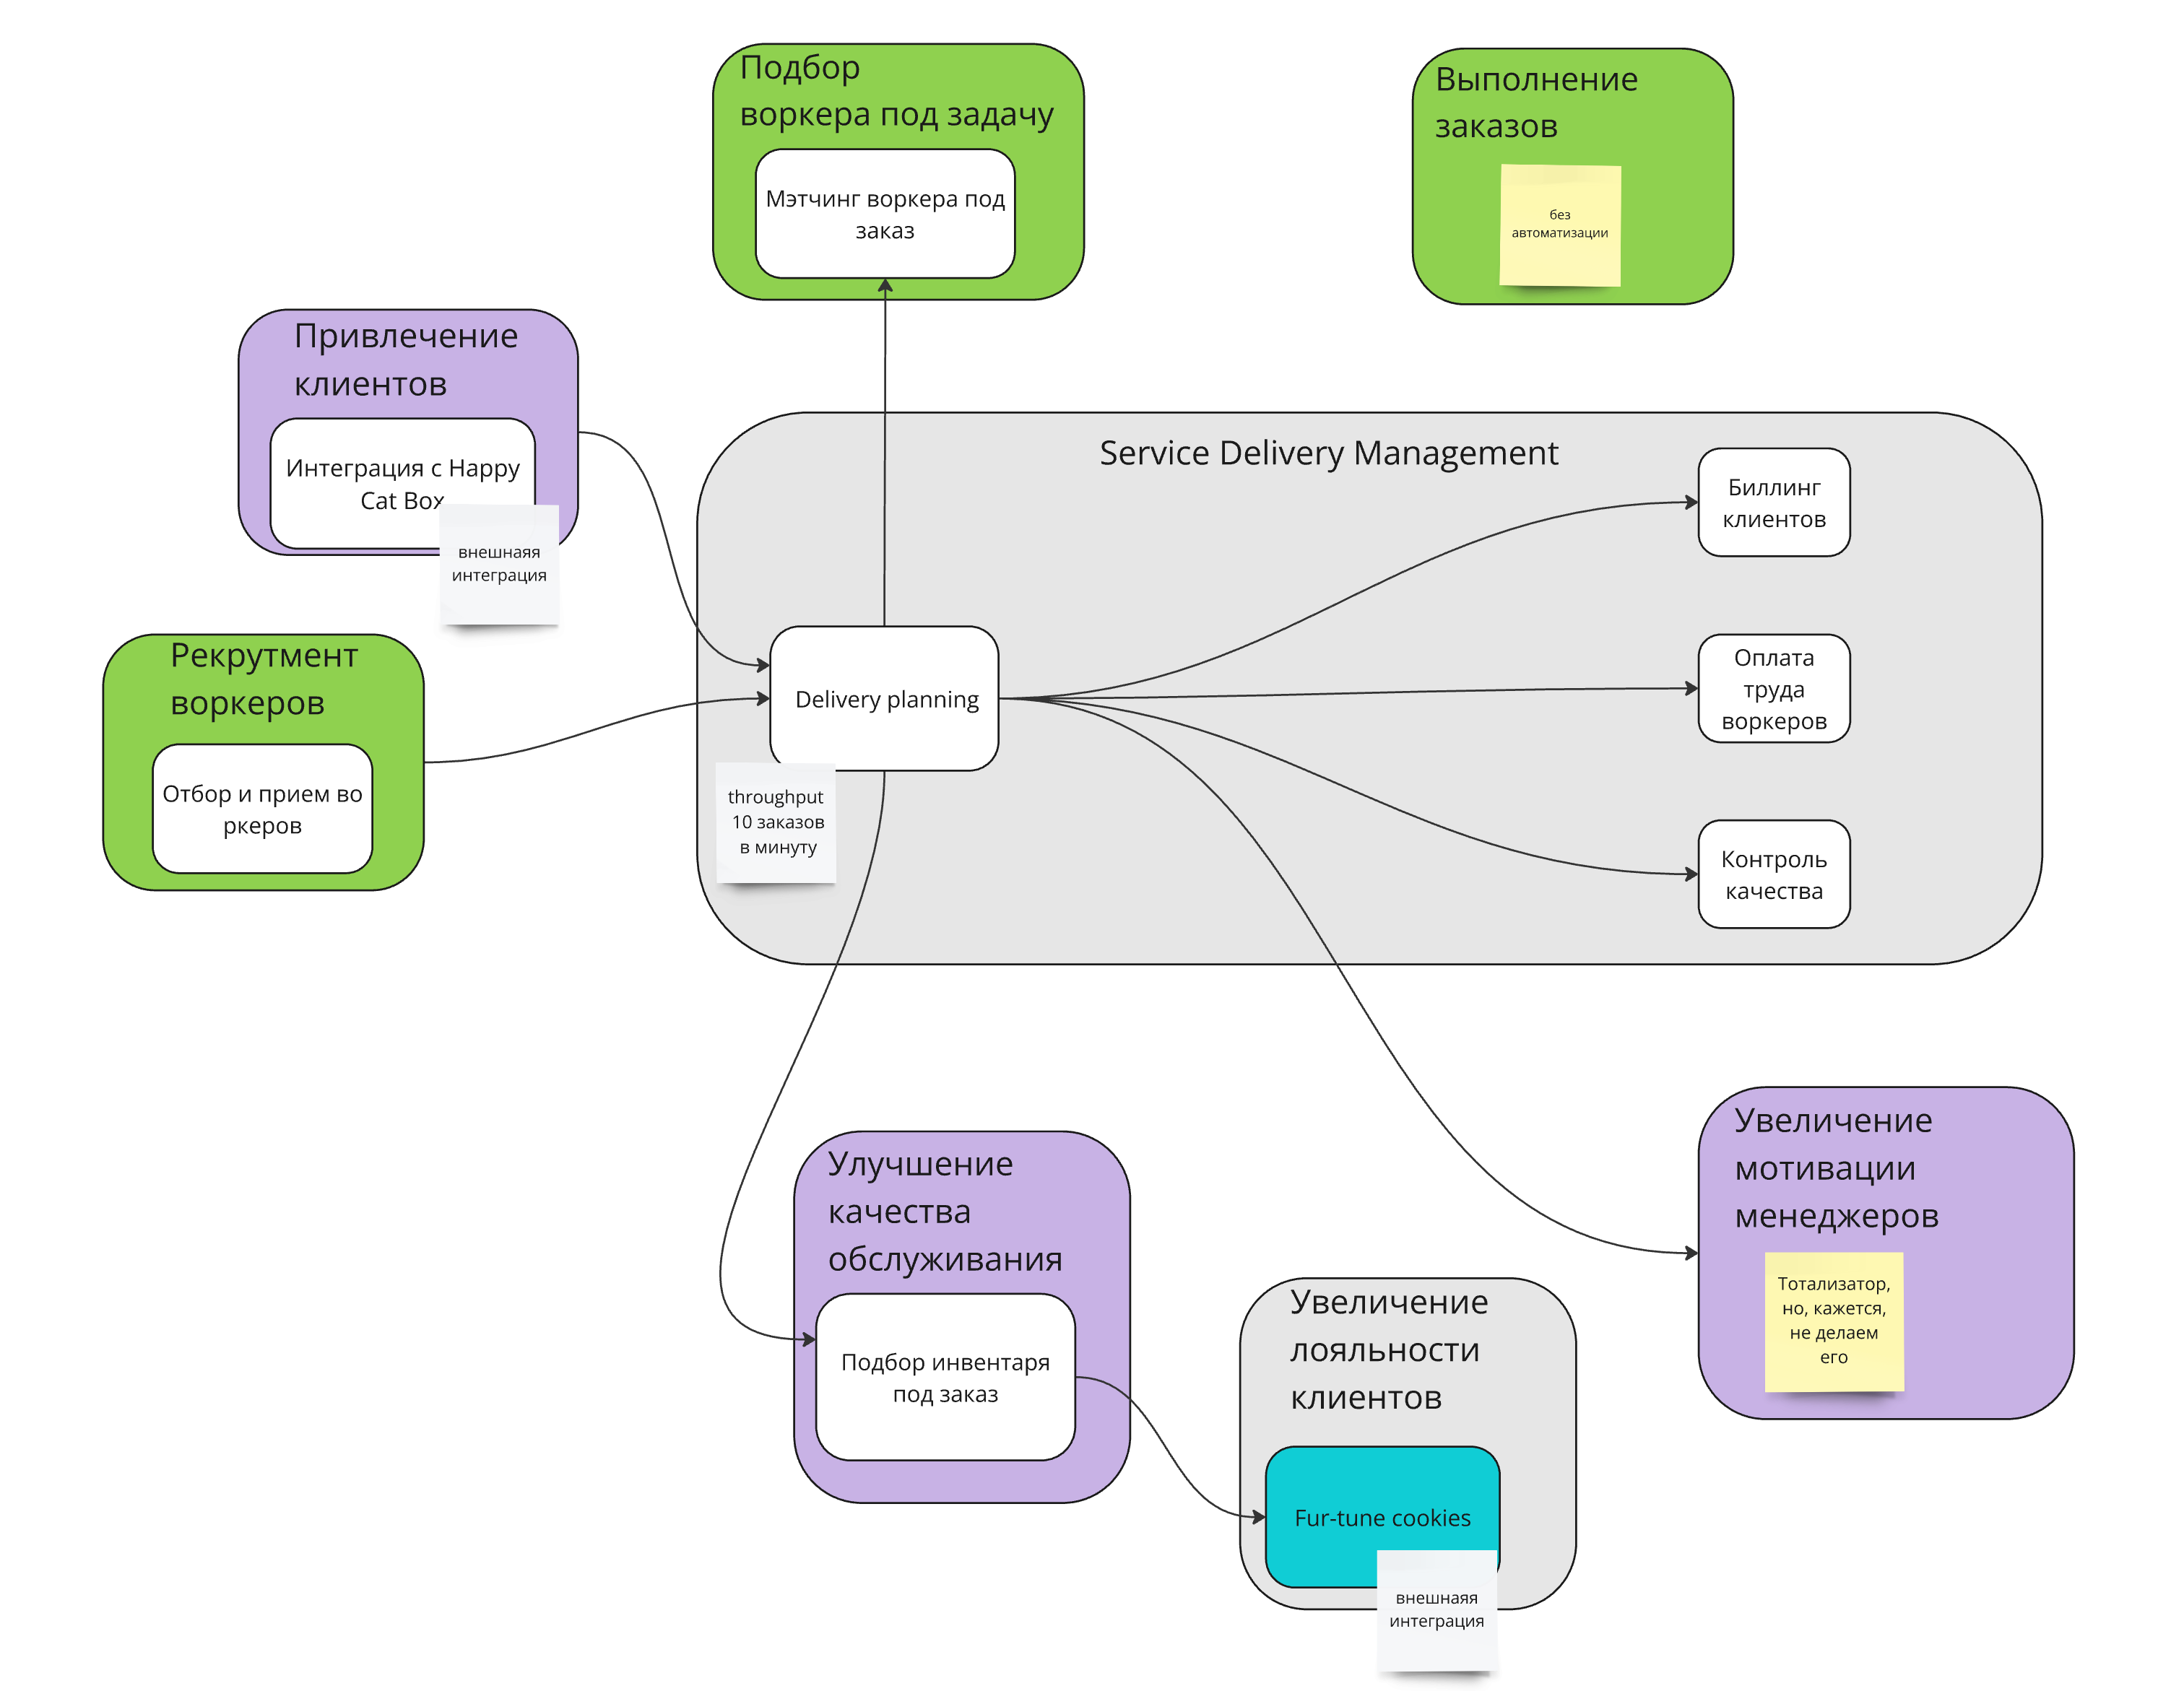 Подбор
воркера под задачу
Мэтчинг воркера под
заказ
Выполнение
заказов
без
автоматизации
Привлечение
клиентов
Интеграция с Happy
Cat Box
внешнаяя
интеграция
Рекрутмент
воркеров
Отбор и прием во
ркеров
Service Delivery Management
Delivery planning
throughput
10 заказов
в минуту
Биллинг
клиентов
Оплата
труда
воркеров
Контроль
качества
Улучшение
качества
обслуживания
Подбор инвентаря
под заказ
Увеличение
лояльности
клиентов
Fur-tune cookies
внешнаяя
интеграция
Увеличение
мотивации
менеджеров
Тотализатор,
но, кажется,
не делаем
его